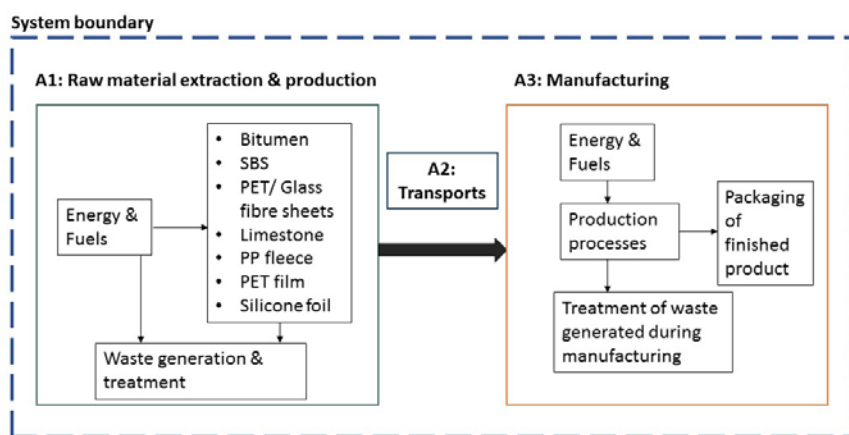 System boundary
A1: Raw material extraction & production
A3: Manufacturing
Energy &
Fuels
• Bitumen
• SBS
• PET/ Glass
fibre sheets
• Limestone
• PP fleece
• PET film
• Silicone foil
Waste generation &
treatment
A2:
Transports
Energy &
Fuels
Production
processes
Packaging
of
finished
product
Treatment of waste
generated during
manufacturing